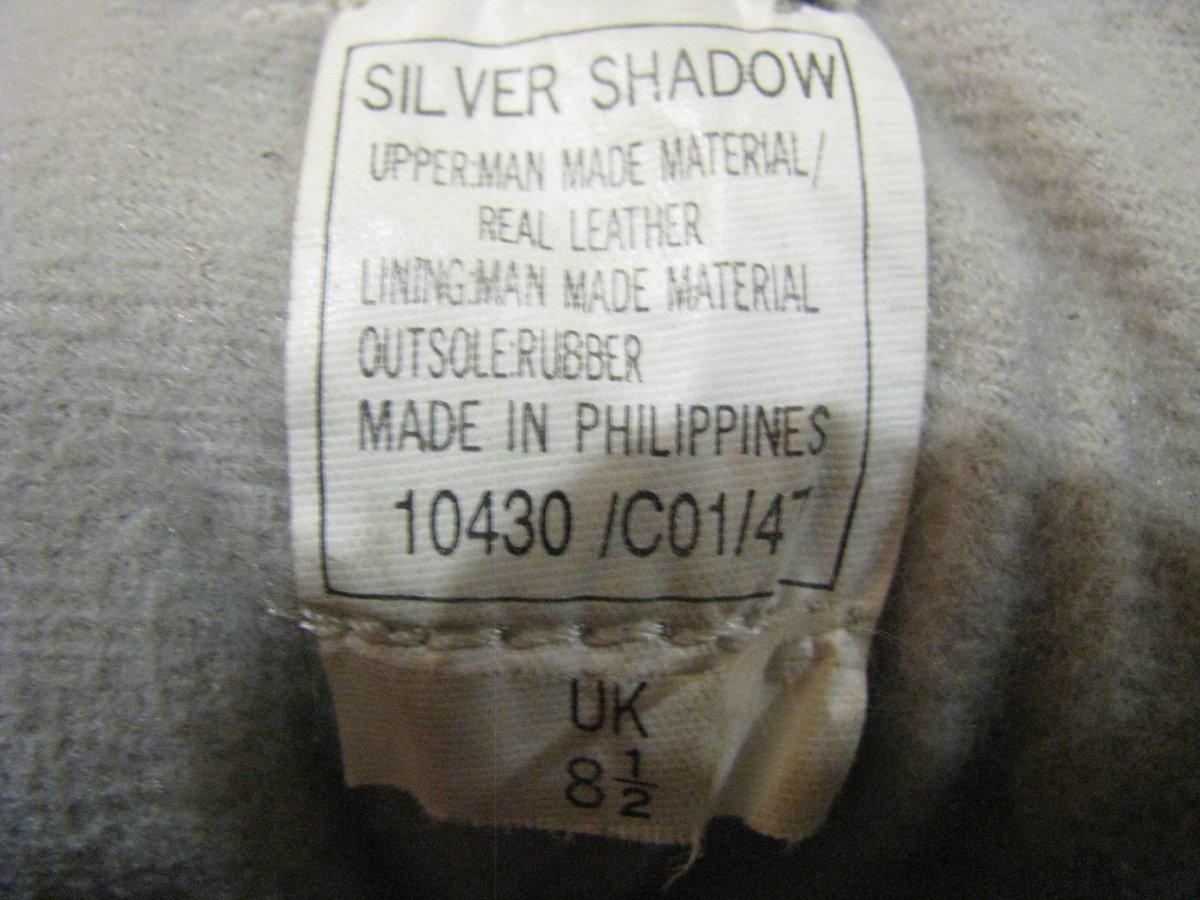 SILVER SHADOW
UPPER:MAN MADE MATERIAL/
REAL LEATHER
LINING:MAN MADE MATERIAL
OUTSOLE:RUBBER
MADE IN PHILIPPINES
10430 /C01/47
UK
8 1/2